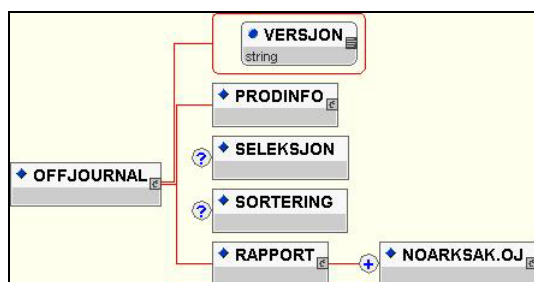 VERSJON
string
PRODINFO
? SELEKSJON
OFFJOURNAL
? SORTERING
RAPPORT + NOARKSAK.OJ